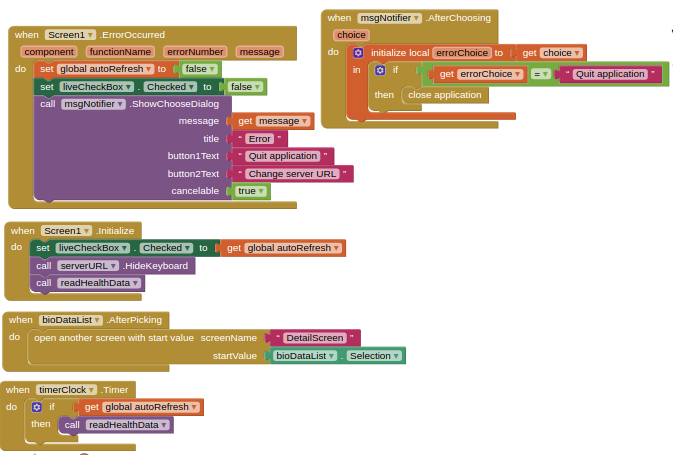 when Screen1 .ErrorOccurred
component functionName errorNumber message
do set global autoRefresh to false
set liveCheckBox . Checked to false
call msgNotifier .ShowChooseDialog
message get message
title " Error "
button1Text " Quit application "
button2Text " Change server URL "
cancelable true
when msgNotifier .AfterChoosing
choice
do initialize local errorChoice to get choice
in if get errorChoice = " Quit application "
then close application
when Screen1 .Initialize
do set liveCheckBox . Checked to get global autoRefresh
call serverURL .HideKeyboard
call readHealthData
when bioDataList .AfterPicking
do open another screen with start value screenName " DetailScreen "
startValue bioDataList . Selection
when timerClock .Timer
do if get global autoRefresh
then call readHealthData